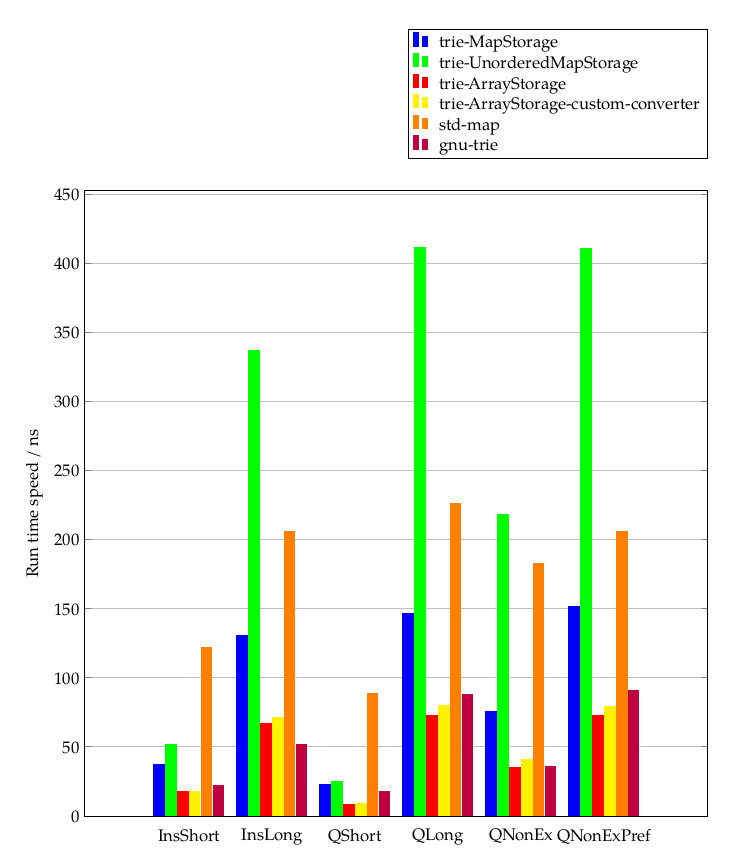 trie-MapStorage
trie-UnorderedMapStorage
trie-ArrayStorage
trie-ArrayStorage-custom-converter
std-map
gnu-trie
450
400
350
300
250
200
150
100
50
0
Run time speed / ns
InsShort InsLong QShort QLong QNonEx QNonExPref